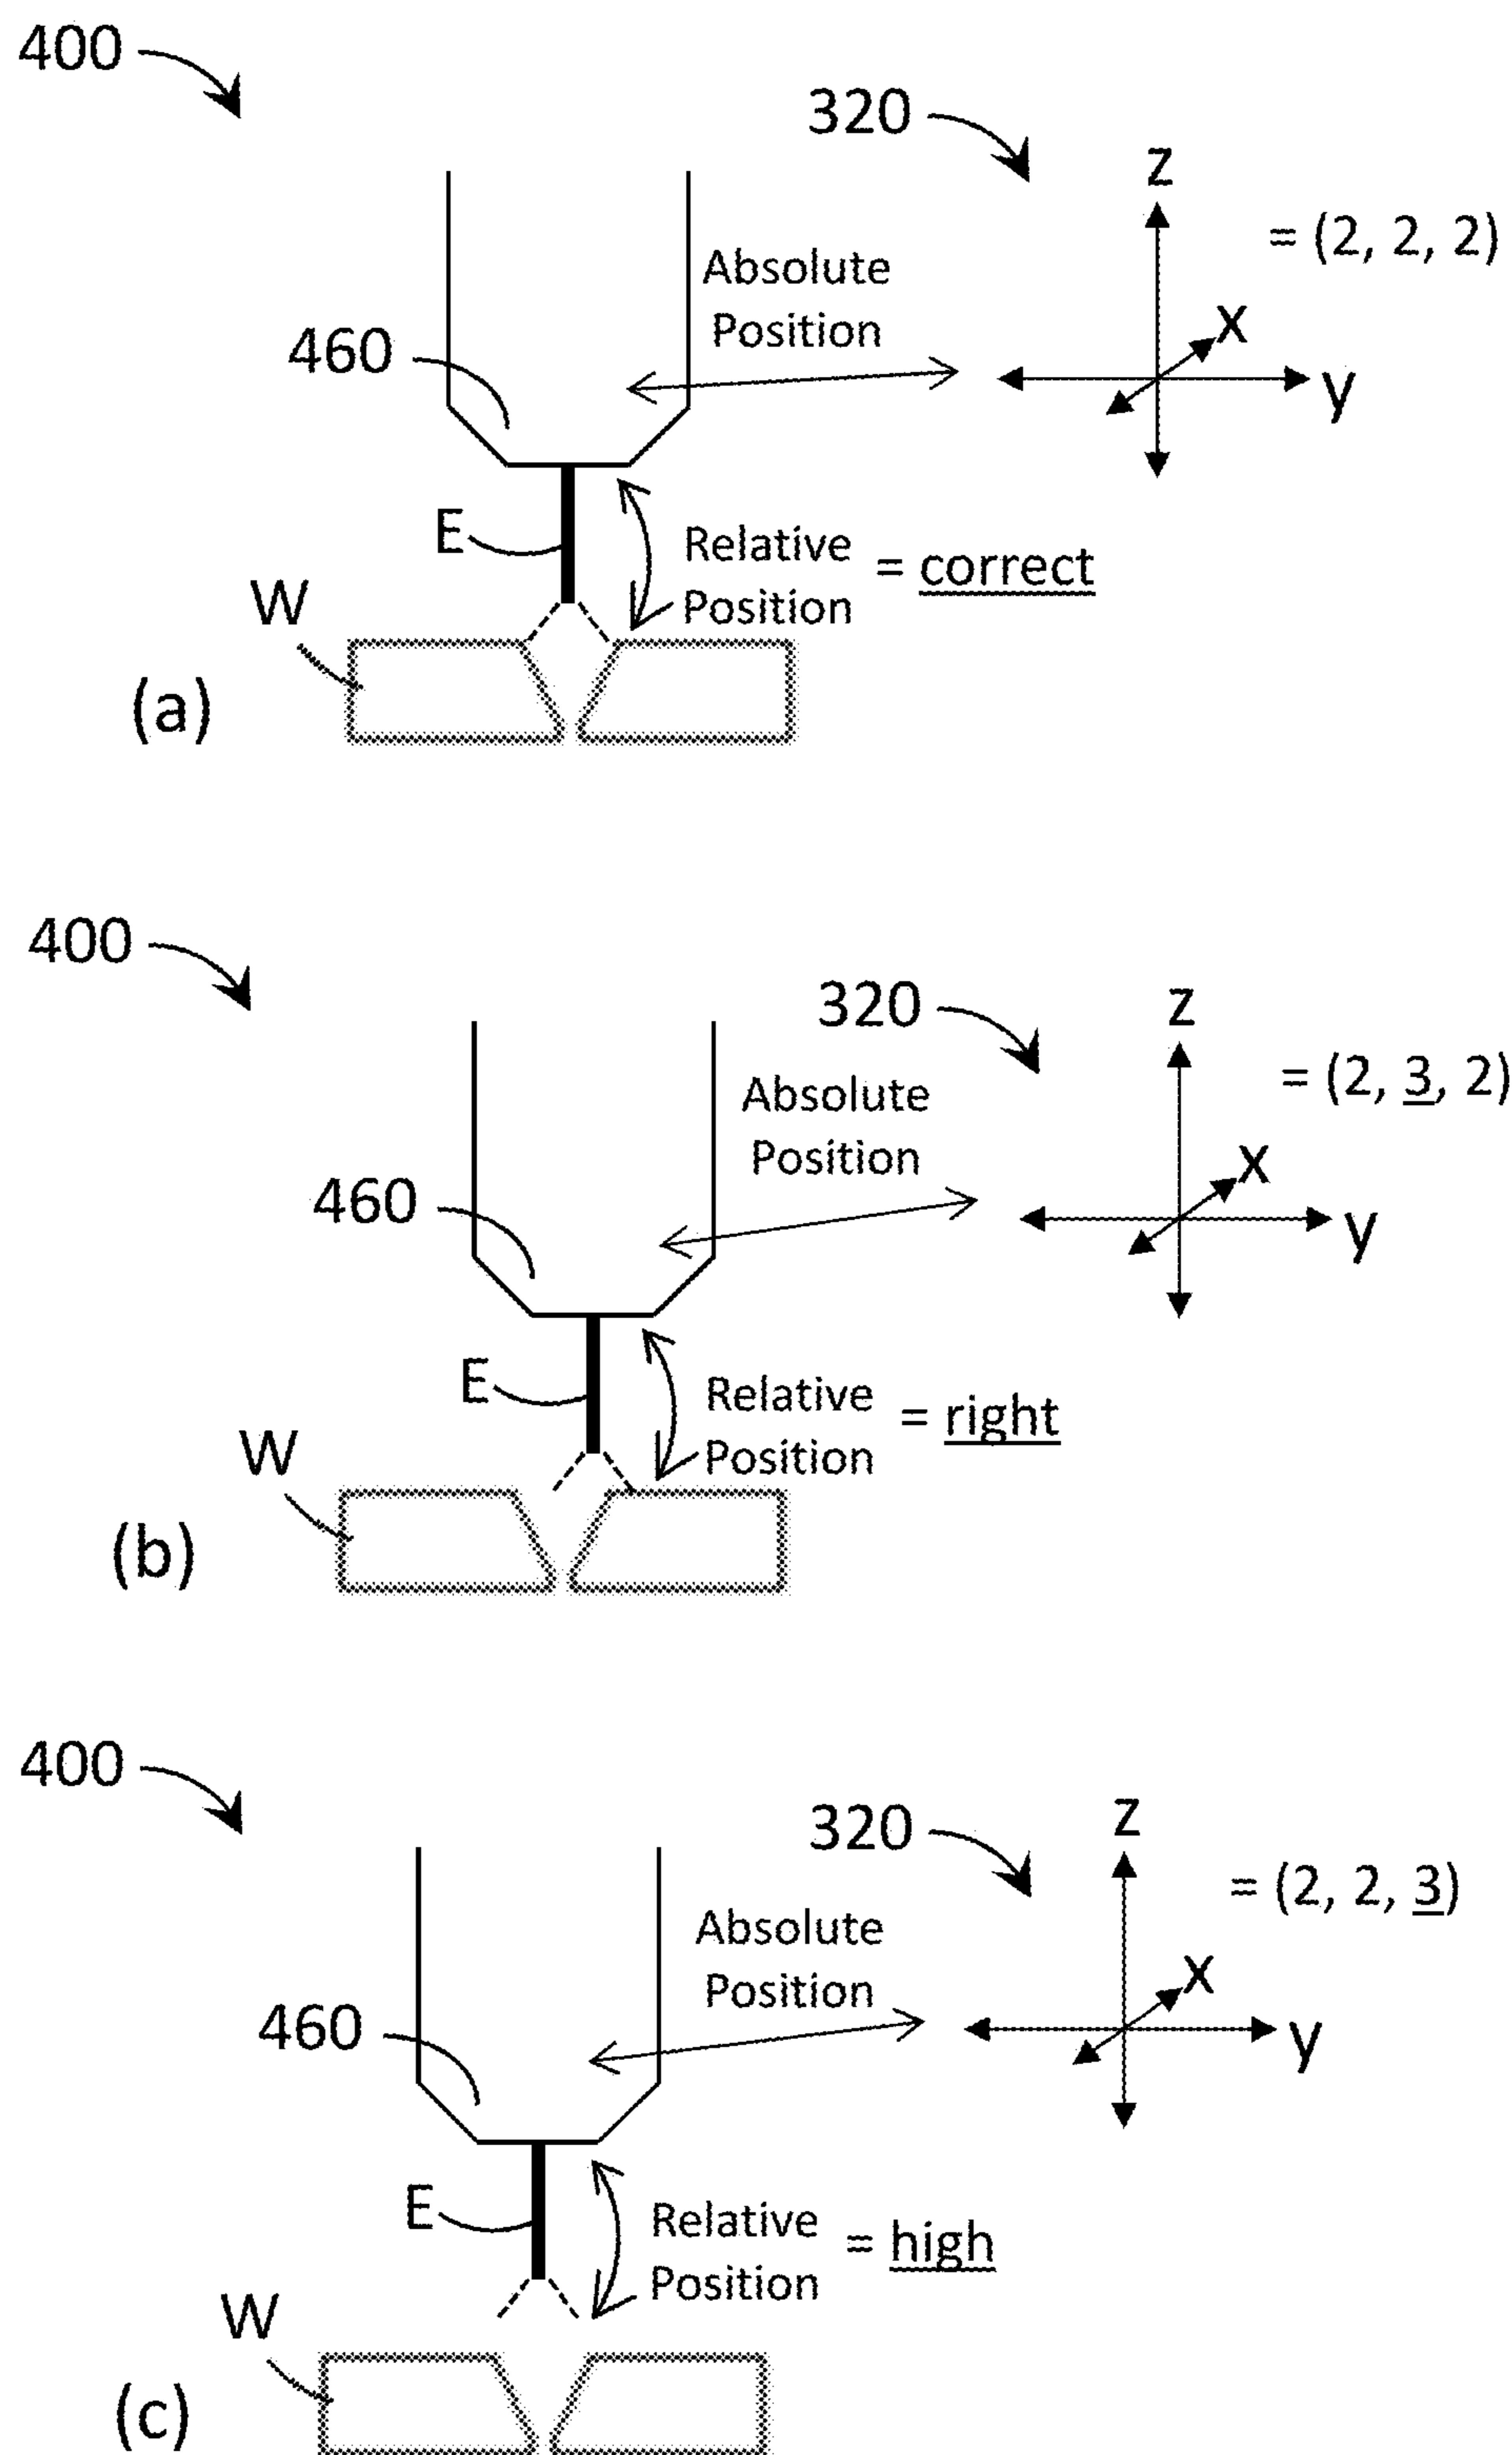 400
320
z
= (2, 2, 2)
Absolute
Position
x
460
y
E
Relative
Position
= correct
W
(a)
400
320
z
= (2, 3, 2)
Absolute
Position
x
460
y
E
Relative
Position
= right
W
(b)
400
320
z
= (2, 2, 3)
Absolute
Position
x
460
y
E
Relative
Position
= high
W
(c)